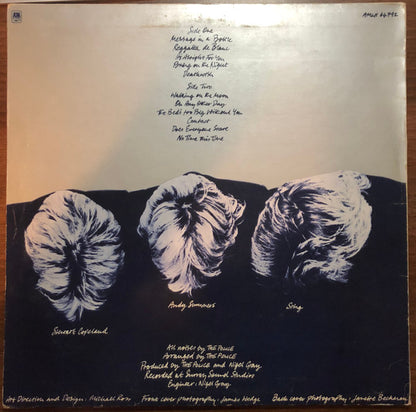 A&M
AMLH 64792
Side One
Message in a Bottle
Reggatta de Blanc
It's Alright For You
Bring on the Night
Deathwish
Side Two
Walking on the Moon
On Any Other Day
The Bed's too Big without You
Contact
Does Everyone Stare
No Time this Time
Stewart Copeland
Andy Summers
Sting
All noises by THE POLICE
Arranged by THE POLICE
Produced by THE POLICE and Nigel Gray
Recorded at Surrey Sound Studios
Engineer: Nigel Gray
Art Direction and Design: Michael Ross
Front cover photography: James Wedge
Back cover photography: Janette Beckman